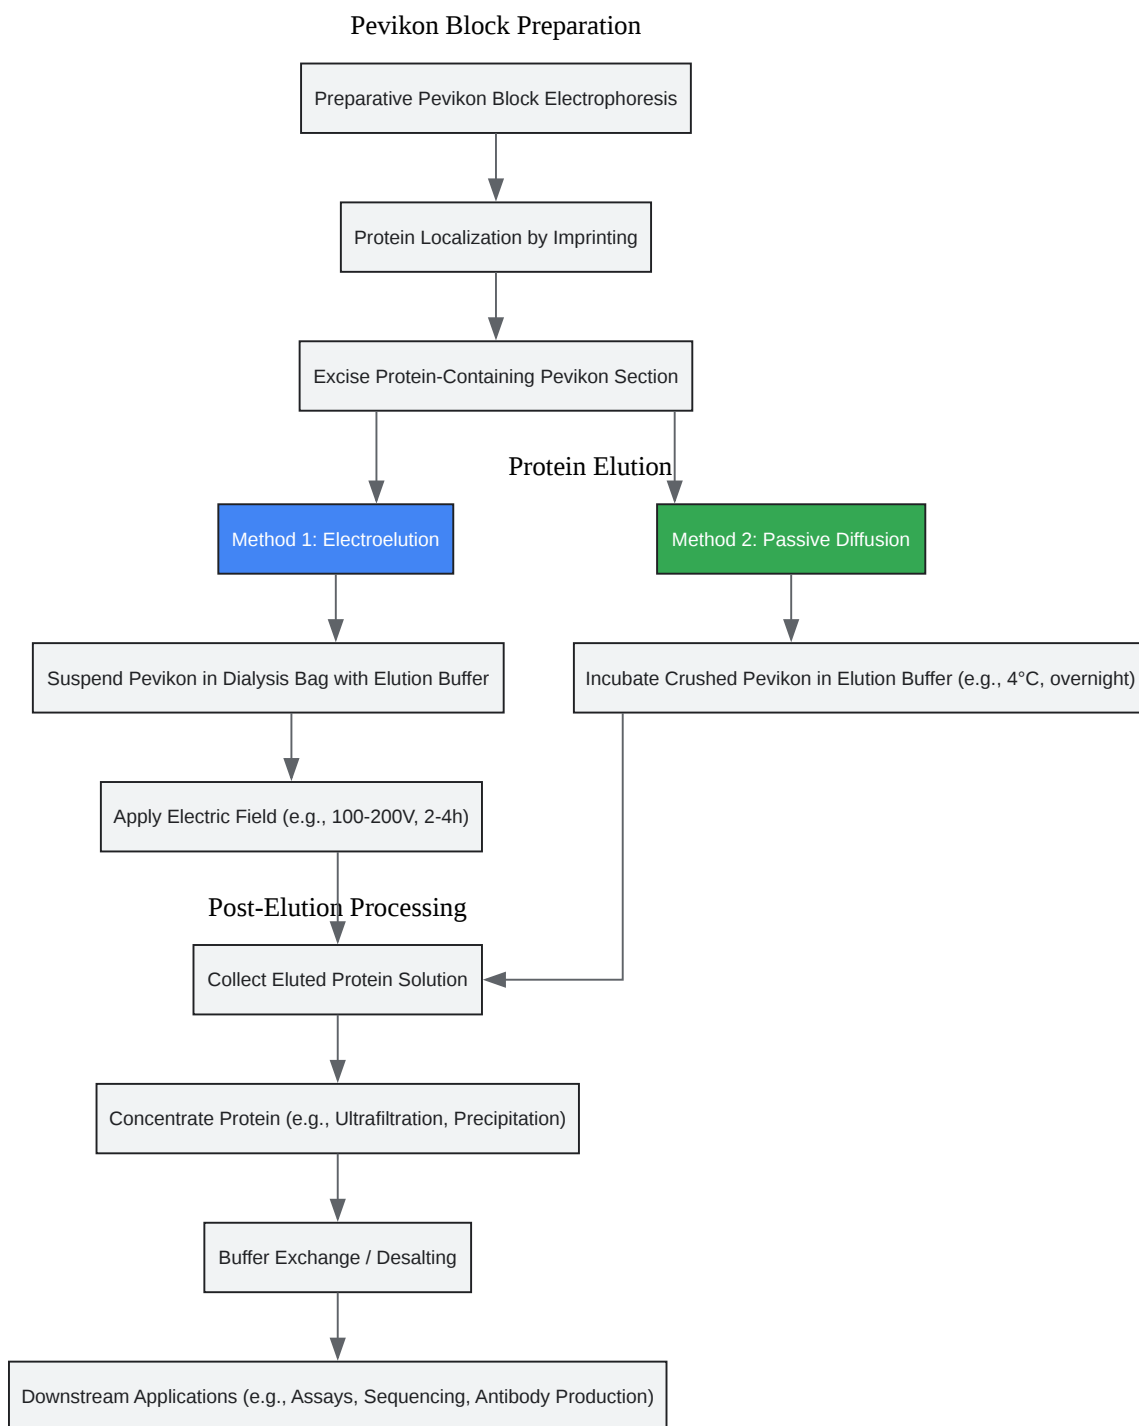 Pevikon Block Preparation
Preparative Pevikon Block Electrophoresis
Protein Localization by Imprinting
Excise Protein-Containing Pevikon Section
Protein Elution
Method 1: Electroelution
Method 2: Passive Diffusion
Suspend Pevikon in Dialysis Bag with Elution Buffer
Incubate Crushed Pevikon in Elution Buffer (e.g., 4°C, overnight)
Apply Electric Field (e.g., 100-200V, 2-4h)
Post-Elution Processing
Collect Eluted Protein Solution
Concentrate Protein (e.g., Ultrafiltration, Precipitation)
Buffer Exchange / Desalting
Downstream Applications (e.g., Assays, Sequencing, Antibody Production)